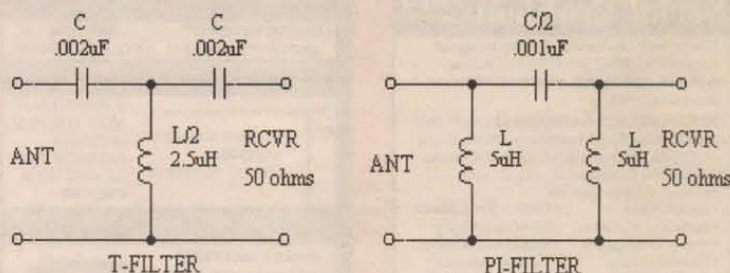 C
.002uF
C
.002uF
L/2
2.5uH
ANT
RCVR
50 ohms
T-FILTER
C/2
.001uF
L
5uH
L
5uH
ANT
RCVR
50 ohms
PI-FILTER